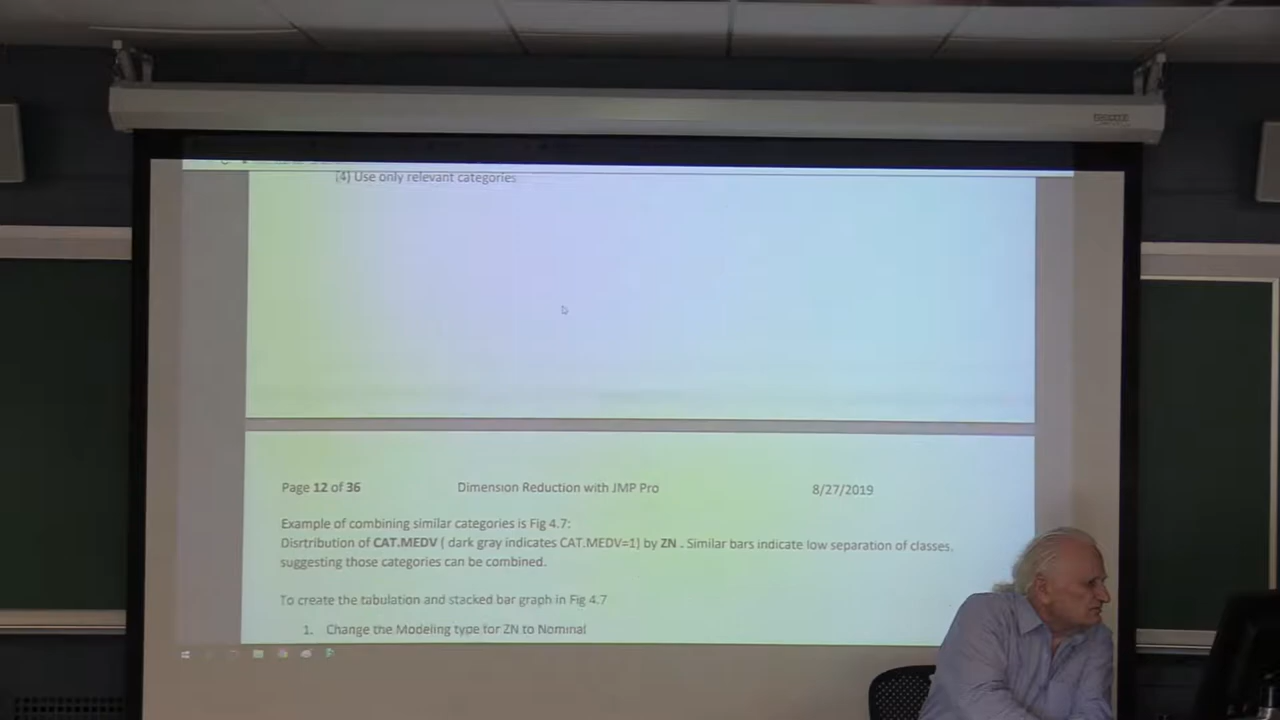 (4) Use only relevant categories
Page 12 of 36 Dimension Reduction with JMP Pro 8/27/2019
Example of combining similar categories is Fig 4.7:
Disrtribution of CAT.MEDV ( dark gray indicates CAT.MEDV=1) by ZN . Similar bars indicate low separation of classes,
suggesting those categories can be combined.
To create the tabulation and stacked bar graph in Fig 4.7
1. Change the Modeling type for ZN to Nominal